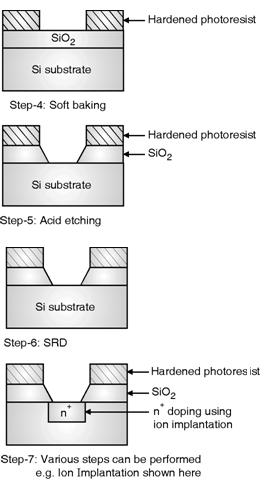 Hardened photoresist
SiO2
Si substrate
Step-4: Soft baking
Hardened photoresist
SiO2
Si substrate
Step-5: Acid etching
Si substrate
Step-6: SRD
Hardened photoresist
SiO2
n+
n+ doping using
ion implantation
Step-7: Various steps can be performed
e.g. Ion Implantation shown here